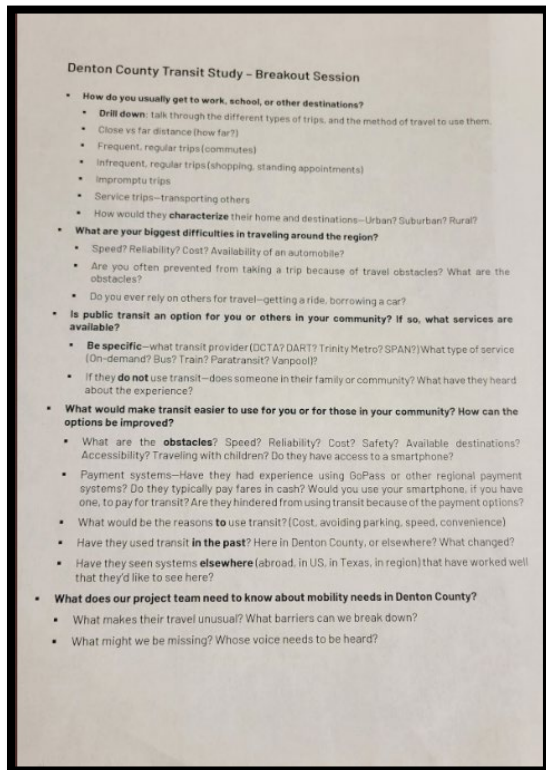 Denton County Transit Study – Breakout Session
▪ How do you usually get to work, school, or other destinations?
▪ Drill down: talk through the different types of trips, and the method of travel to use them.
▪ Close vs far distance (how far?)
▪ Frequent, regular trips (commutes)
▪ Infrequent, regular trips (shopping, standing appointments)
▪ Impromptu trips
▪ Service trips—transporting others
▪ How would they characterize their home and destinations—Urban? Suburban? Rural?
▪ What are your biggest difficulties in traveling around the region?
▪ Speed? Reliability? Cost? Availability of an automobile?
▪ Are you often prevented from taking a trip because of travel obstacles? What are the
obstacles?
▪ Do you ever rely on others for travel—getting a ride, borrowing a car?
▪ Is public transit an option for you or others in your community? If so, what services are
available?
▪ Be specific—what transit provider (DCTA? DART? Trinity Metro? SPAN?) What type of service
(On-demand? Bus? Train? Paratransit? Vanpool)?
▪ If they do not use transit—does someone in their family or community? What have they heard
about the experience?
▪ What would make transit easier to use for you or for those in your community? How can the
options be improved?
▪ What are the obstacles? Speed? Reliability? Cost? Safety? Available destinations?
Accessibility? Traveling with children? Do they have access to a smartphone?
▪ Payment systems—Have they had experience using GoPass or other regional payment
systems? Do they typically pay fares in cash? Would you use your smartphone, if you have
one, to pay for transit? Are they hindered from using transit because of the payment options?
▪ What would be the reasons to use transit? (Cost, avoiding parking, speed, convenience)
▪ Have they used transit in the past? Here in Denton County, or elsewhere? What changed?
▪ Have they seen systems elsewhere (abroad, in US, in Texas, in region) that have worked well
that they'd like to see here?
▪ What does our project team need to know about mobility needs in Denton County?
▪ What makes their travel unusual? What barriers can we break down?
▪ What might we be missing? Whose voice needs to be heard?